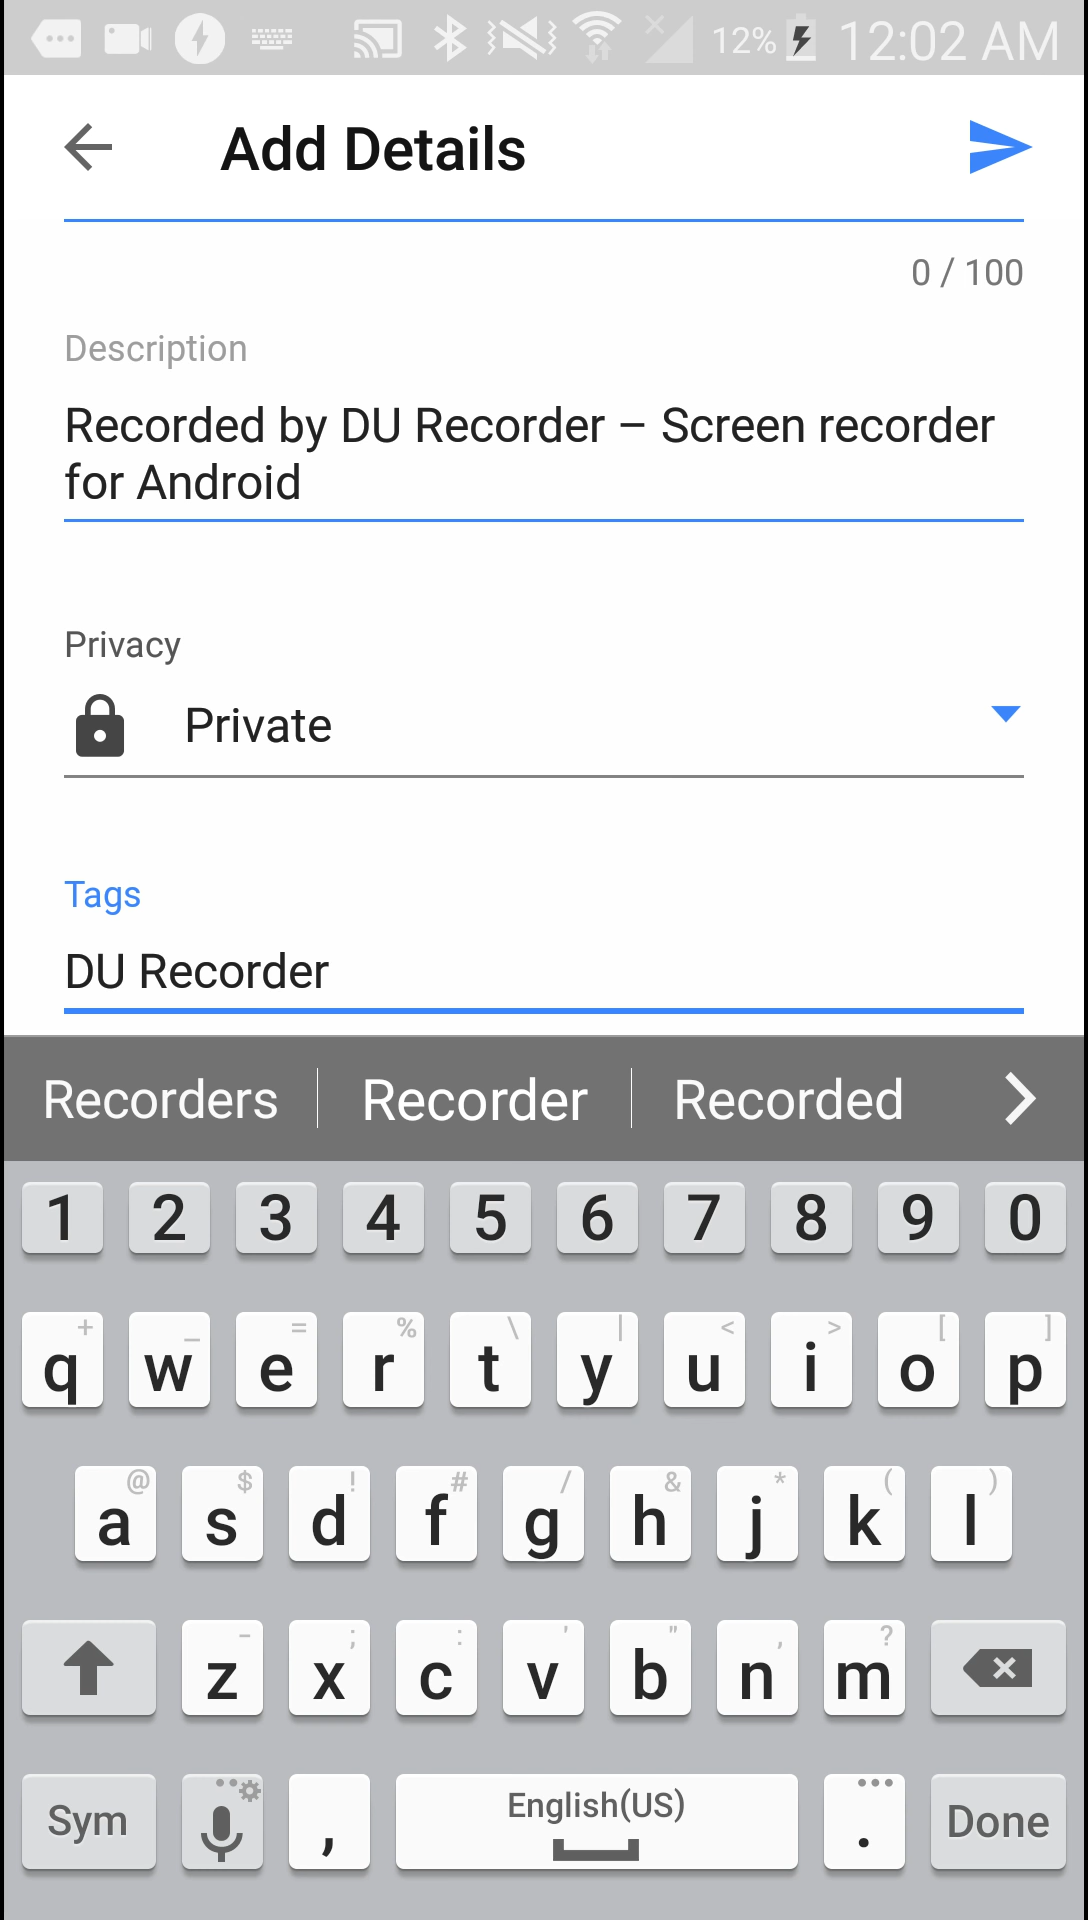 12% 12:02 AM
Add Details
0 / 100
Description
Recorded by DU Recorder – Screen recorder
for Android
Privacy
Private
Tags
DU Recorder
Recorders Recorder Recorded
1 2 3 4 5 6 7 8 9 0
+ _ = % \ | < > [ ]
q w e r t y u i o p
@ $ ! # / & * ( )
a s d f g h j k l
- ; : ' " , ?
z x c v b n m
Sym , English(US) . Done